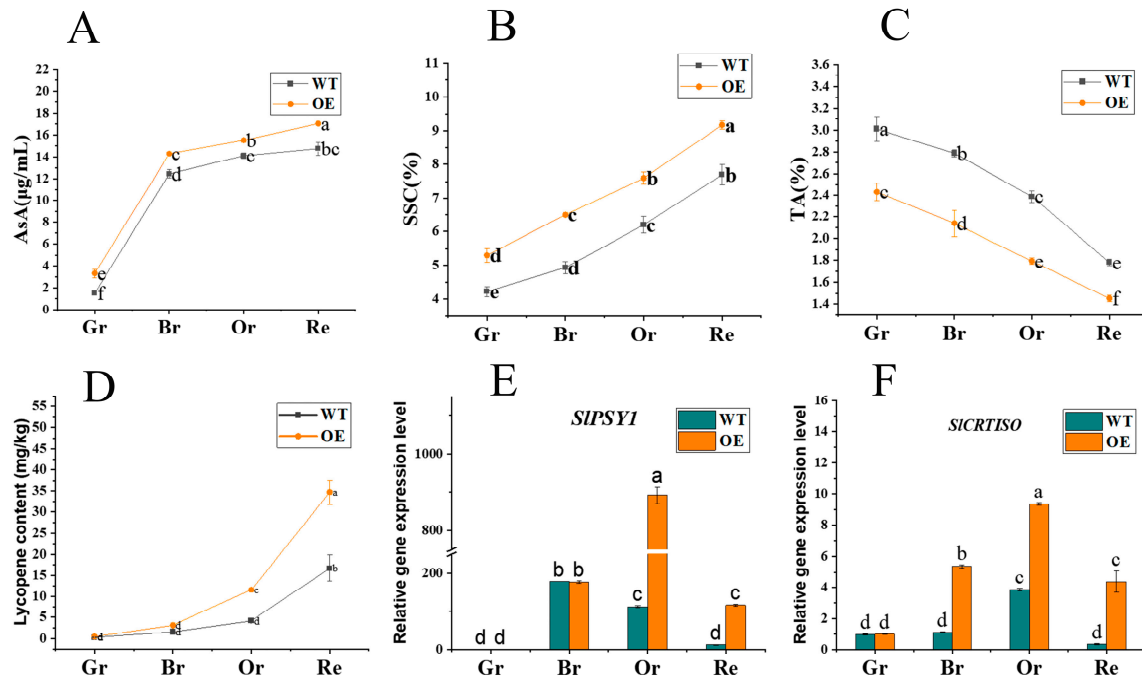 A
AsA(μg/mL)
22
20
18
16
14
12
10
8
6
4
2
0
WT
OE
a
b
c
bc
c
d
e
f
Gr Br Or Re
B
SSC(%)
11
10
9
8
7
6
5
4
WT
OE
a
b
b
c
c
d
d
e
Gr Br Or Re
C
TA(%)
3.6
3.4
3.2
3.0
2.8
2.6
2.4
2.2
2.0
1.8
1.6
1.4
WT
OE
a
b
c
c
d
e
e
f
Gr Br Or Re
D
Lycopene content (mg/kg)
55
50
45
40
35
30
25
20
15
10
5
0
WT
OE
a
b
c
d
d
d
d
Gr Br Or Re
E
Relative gene expression level
1000
800
200
0
SlPSY1
WT
OE
d d
b b
c a
d c
Gr Br Or Re
F
Relative gene expression level
16
14
12
10
8
6
4
2
0
SlCRTISO
WT
OE
d d
d b
c a
d c
Gr Br Or Re